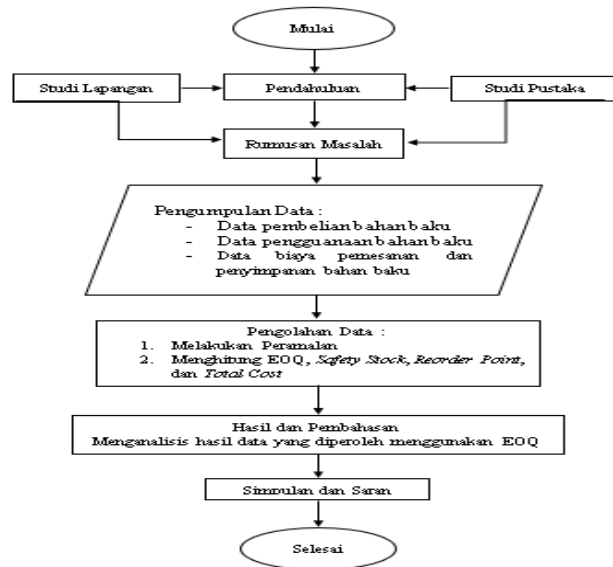 Mulai
Studi Lapangan
Pendahuluan
Studi Pustaka
Rumusan Masalah
Pengumpulan Data :
- Data pembelian bahan baku
- Data pengguanaan bahan baku
- Data biaya pemesanan dan
penyimpanan bahan baku
Pengolahan Data :
1. Melakukan Peramalan
2. Menghitung EOQ, Safety Stock, Reorder Point,
dan Total Cost
Hasil dan Pembahasan
Menganalisis hasil data yang diperoleh menggunakan EOQ
Simpulan dan Saran
Selesai